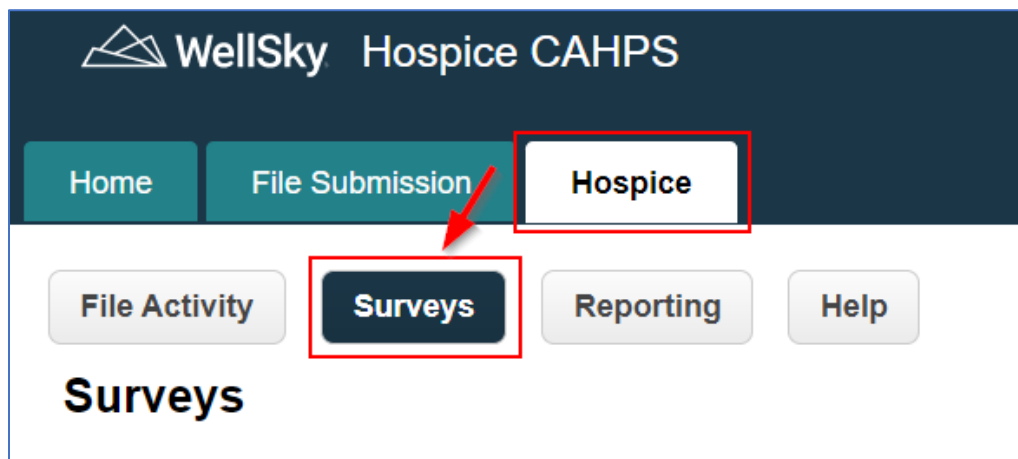 WellSky Hospice CAHPS
Home File Submission Hospice
File Activity Surveys Reporting Help
Surveys